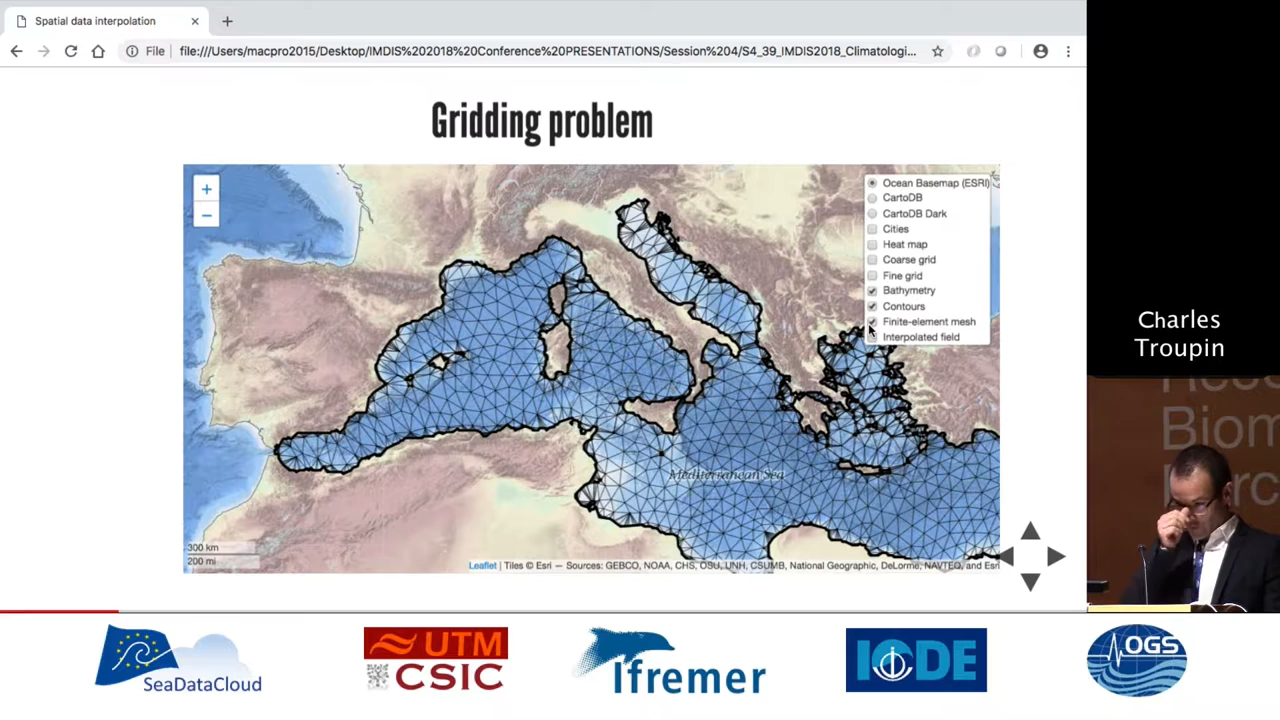 Spatial data interpolation
File
file:///Users/macpro2015/Desktop/IMDIS%202018%20Conference%20PRESENTATIONS/Session%204/S4_39_IMDIS2018_Climatologi...
Gridding problem
+
−
Ocean Basemap (ESRI)
CartoDB
CartoDB Dark
Cities
Heat map
Coarse grid
Fine grid
Bathymetry
Contours
Finite-element mesh
Interpolated field
Mediterranean Sea
300 km
200 mi
Leaflet | Tiles © Esri — Sources: GEBCO, NOAA, CHS, OSU, UNH, CSUMB, National Geographic, DeLorme, NAVTEQ, and Esri
Charles
Troupin
SeaDataCloud
UTM
CSIC
Ifremer
IODE
OGS